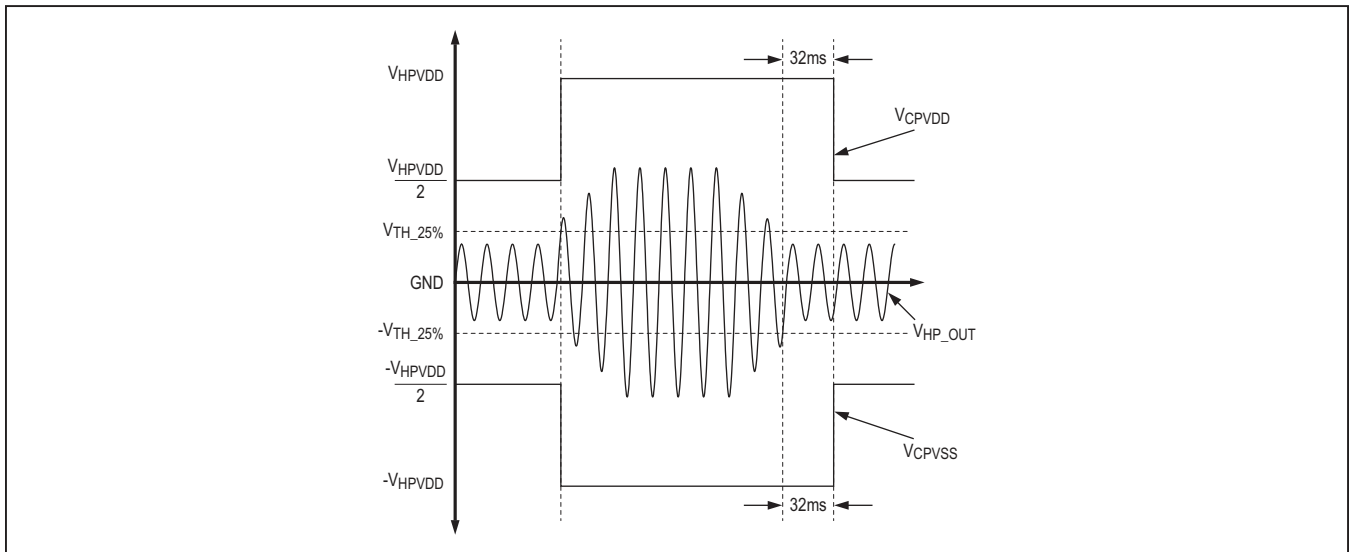 32ms
VHPVDD
VCPVDD
VHPVDD
2
VTH_25%
GND
-VTH_25%
VHP_OUT
-VHPVDD
2
VCPVSS
-VHPVDD
32ms